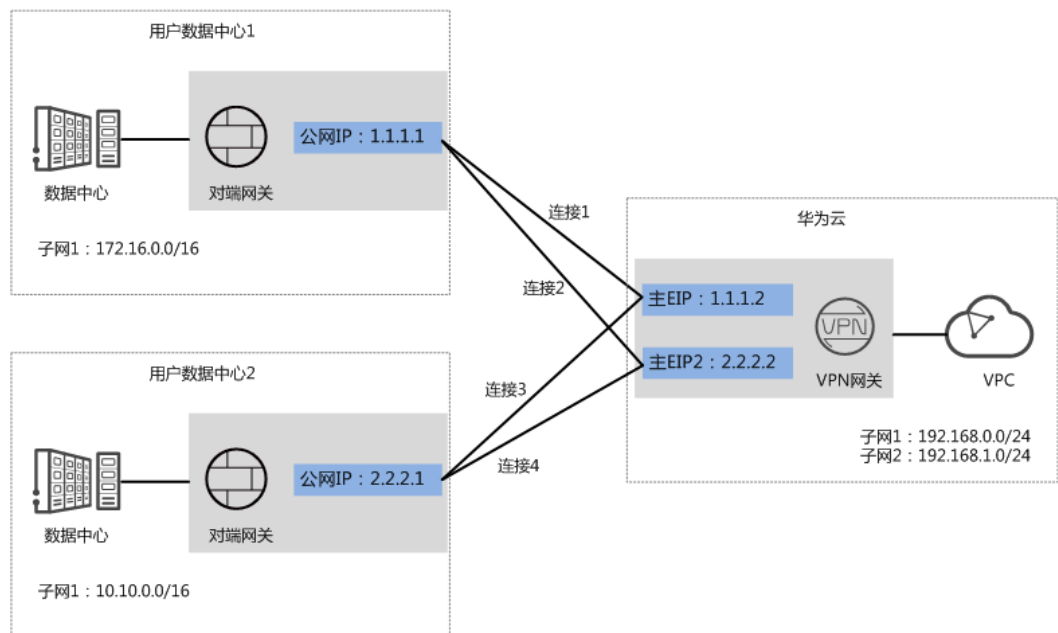 用户数据中心1
公网IP：1.1.1.1
数据中心
对端网关
子网1：172.16.0.0/16
连接1
连接2
华为云
主EIP：1.1.1.2
主EIP2：2.2.2.2
VPN
VPN网关
VPC
子网1：192.168.0.0/24
子网2：192.168.1.0/24
用户数据中心2
连接3
连接4
公网IP：2.2.2.1
数据中心
对端网关
子网1：10.10.0.0/16